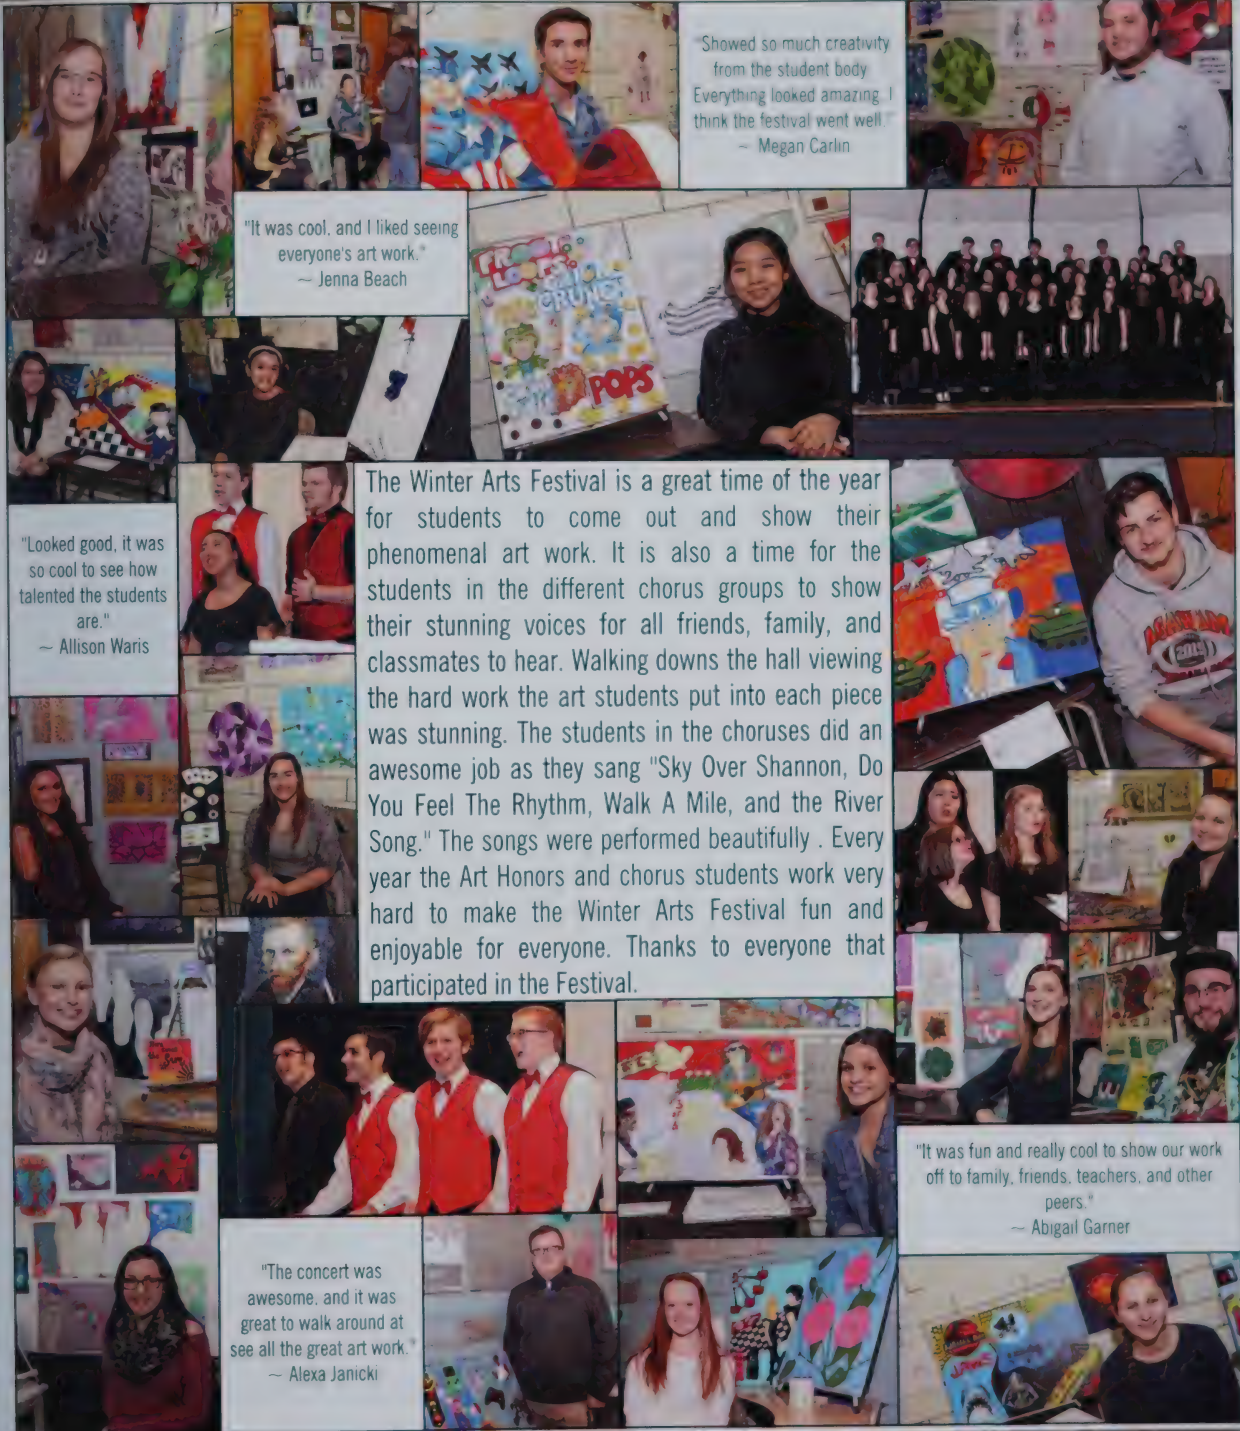 "Showed so much creativity
from the student body
Everything looked amazing. I
think the festival went well."
~ Megan Carlin
"It was cool, and I liked seeing
everyone's art work."
~ Jenna Beach
FROOT
LOOPS
CRUNCH
POPS
"Looked good, it was
so cool to see how
talented the students
are."
~ Allison Waris
The Winter Arts Festival is a great time of the year
for students to come out and show their
phenomenal art work. It is also a time for the
students in the different chorus groups to show
their stunning voices for all friends, family, and
classmates to hear. Walking downs the hall viewing
the hard work the art students put into each piece
was stunning. The students in the choruses did an
awesome job as they sang "Sky Over Shannon, Do
You Feel The Rhythm, Walk A Mile, and the River
Song." The songs were performed beautifully . Every
year the Art Honors and chorus students work very
hard to make the Winter Arts Festival fun and
enjoyable for everyone. Thanks to everyone that
participated in the Festival.
"It was fun and really cool to show our work
off to family, friends, teachers, and other
peers."
~ Abigail Garner
"The concert was
awesome, and it was
great to walk around at
see all the great art work."
~ Alexa Janicki